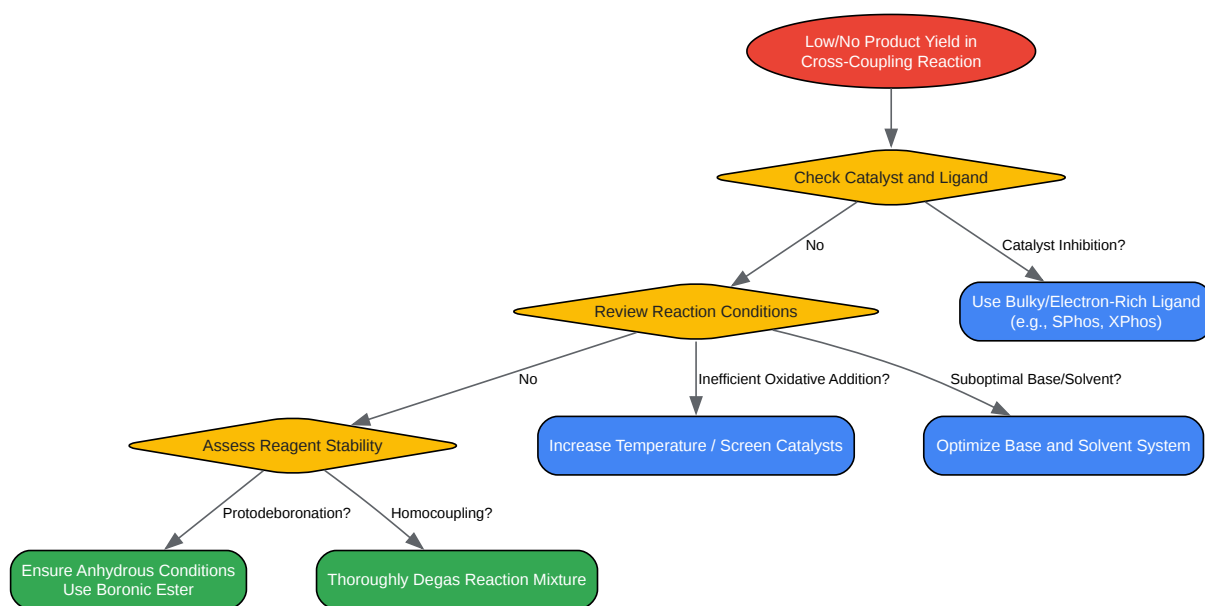 Low/No Product Yield in
Cross-Coupling Reaction
Check Catalyst and Ligand
No
Catalyst Inhibition?
Use Bulky/Electron-Rich Ligand
(e.g., SPhos, XPhos)
Review Reaction Conditions
No
Inefficient Oxidative Addition?
Suboptimal Base/Solvent?
Assess Reagent Stability
Increase Temperature / Screen Catalysts
Optimize Base and Solvent System
Protodeboronation?
Homocoupling?
Ensure Anhydrous Conditions
Use Boronic Ester
Thoroughly Degas Reaction Mixture